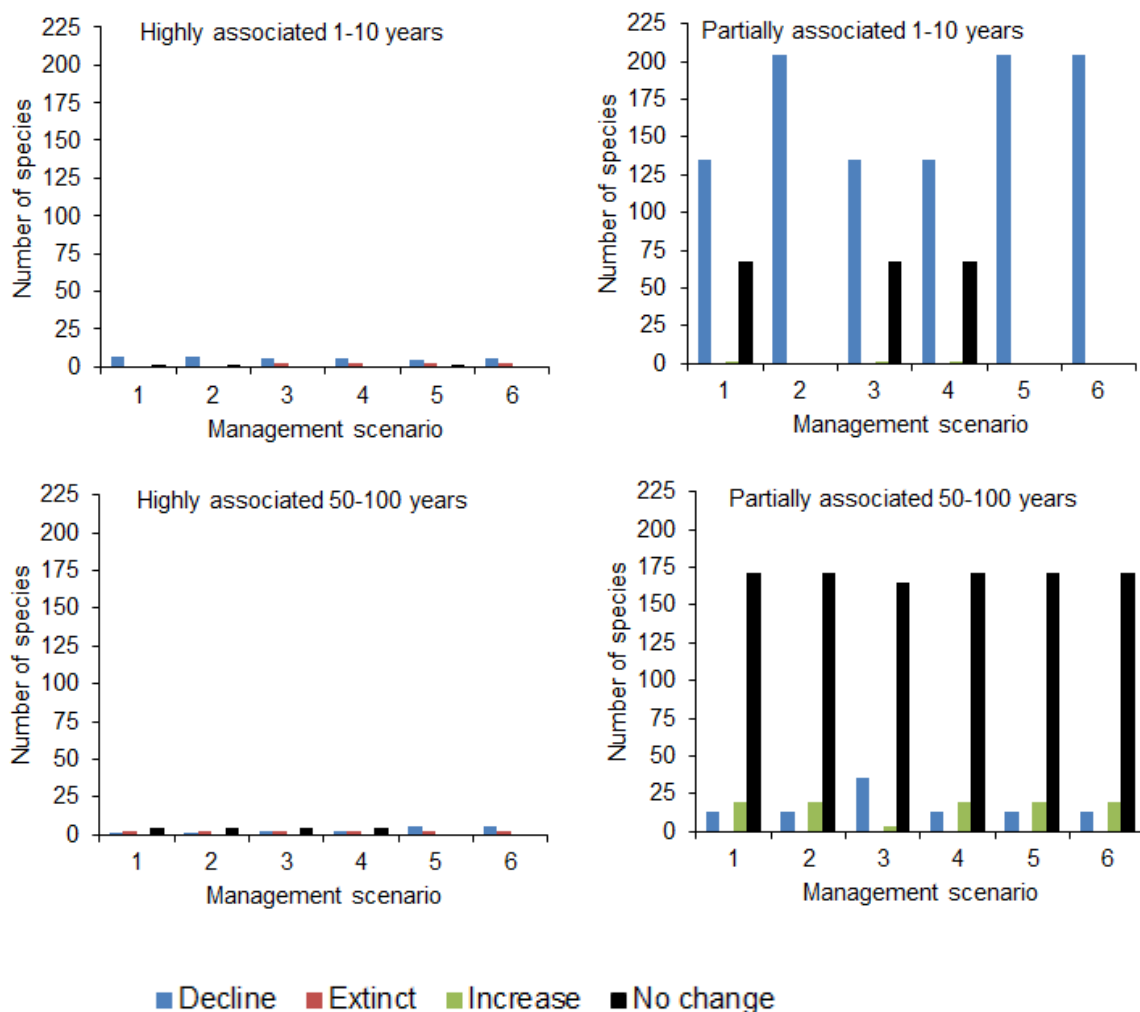 Highly associated 1-10 years
225
200
175
150
125
100
75
50
25
0
Number of species
1 2 3 4 5 6
Management scenario
Partially associated 1-10 years
225
200
175
150
125
100
75
50
25
0
Number of species
1 2 3 4 5 6
Management scenario
Highly associated 50-100 years
225
200
175
150
125
100
75
50
25
0
Number of species
1 2 3 4 5 6
Management scenario
Partially associated 50-100 years
225
200
175
150
125
100
75
50
25
0
Number of species
1 2 3 4 5 6
Management scenario
Decline Extinct Increase No change